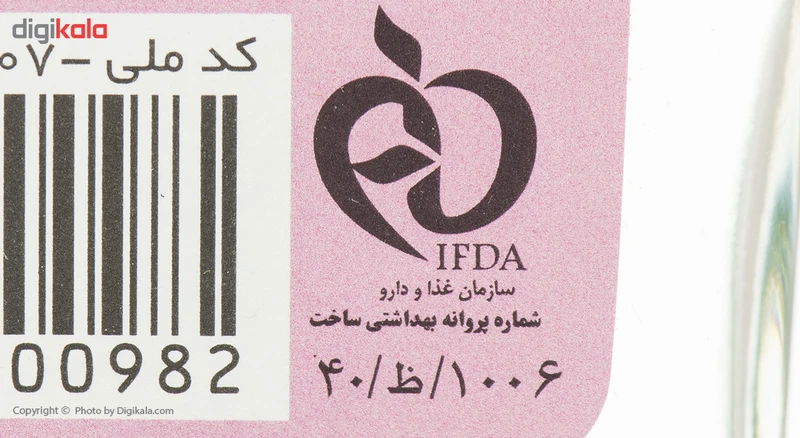 digikala
کد ملی -۰۷
00982
IFDA
سازمان غذا و دارو
شماره پروانه بهداشتی ساخت
۴۰/ظ/۱۰۰۶
Copyright © Photo by Digikala.com